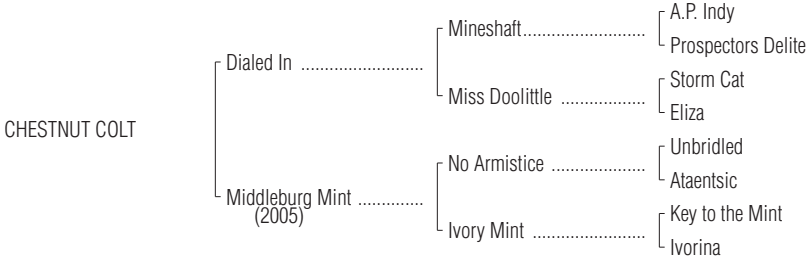 A.P. Indy
Mineshaft..........................
Prospectors Delite
Dialed In ..........................
Storm Cat
Miss Doolittle ..................
Eliza
CHESTNUT COLT
Unbridled
No Armistice ....................
Ataentsic
Middleburg Mint ..............
(2005)
Key to the Mint
Ivory Mint ........................
Ivorina